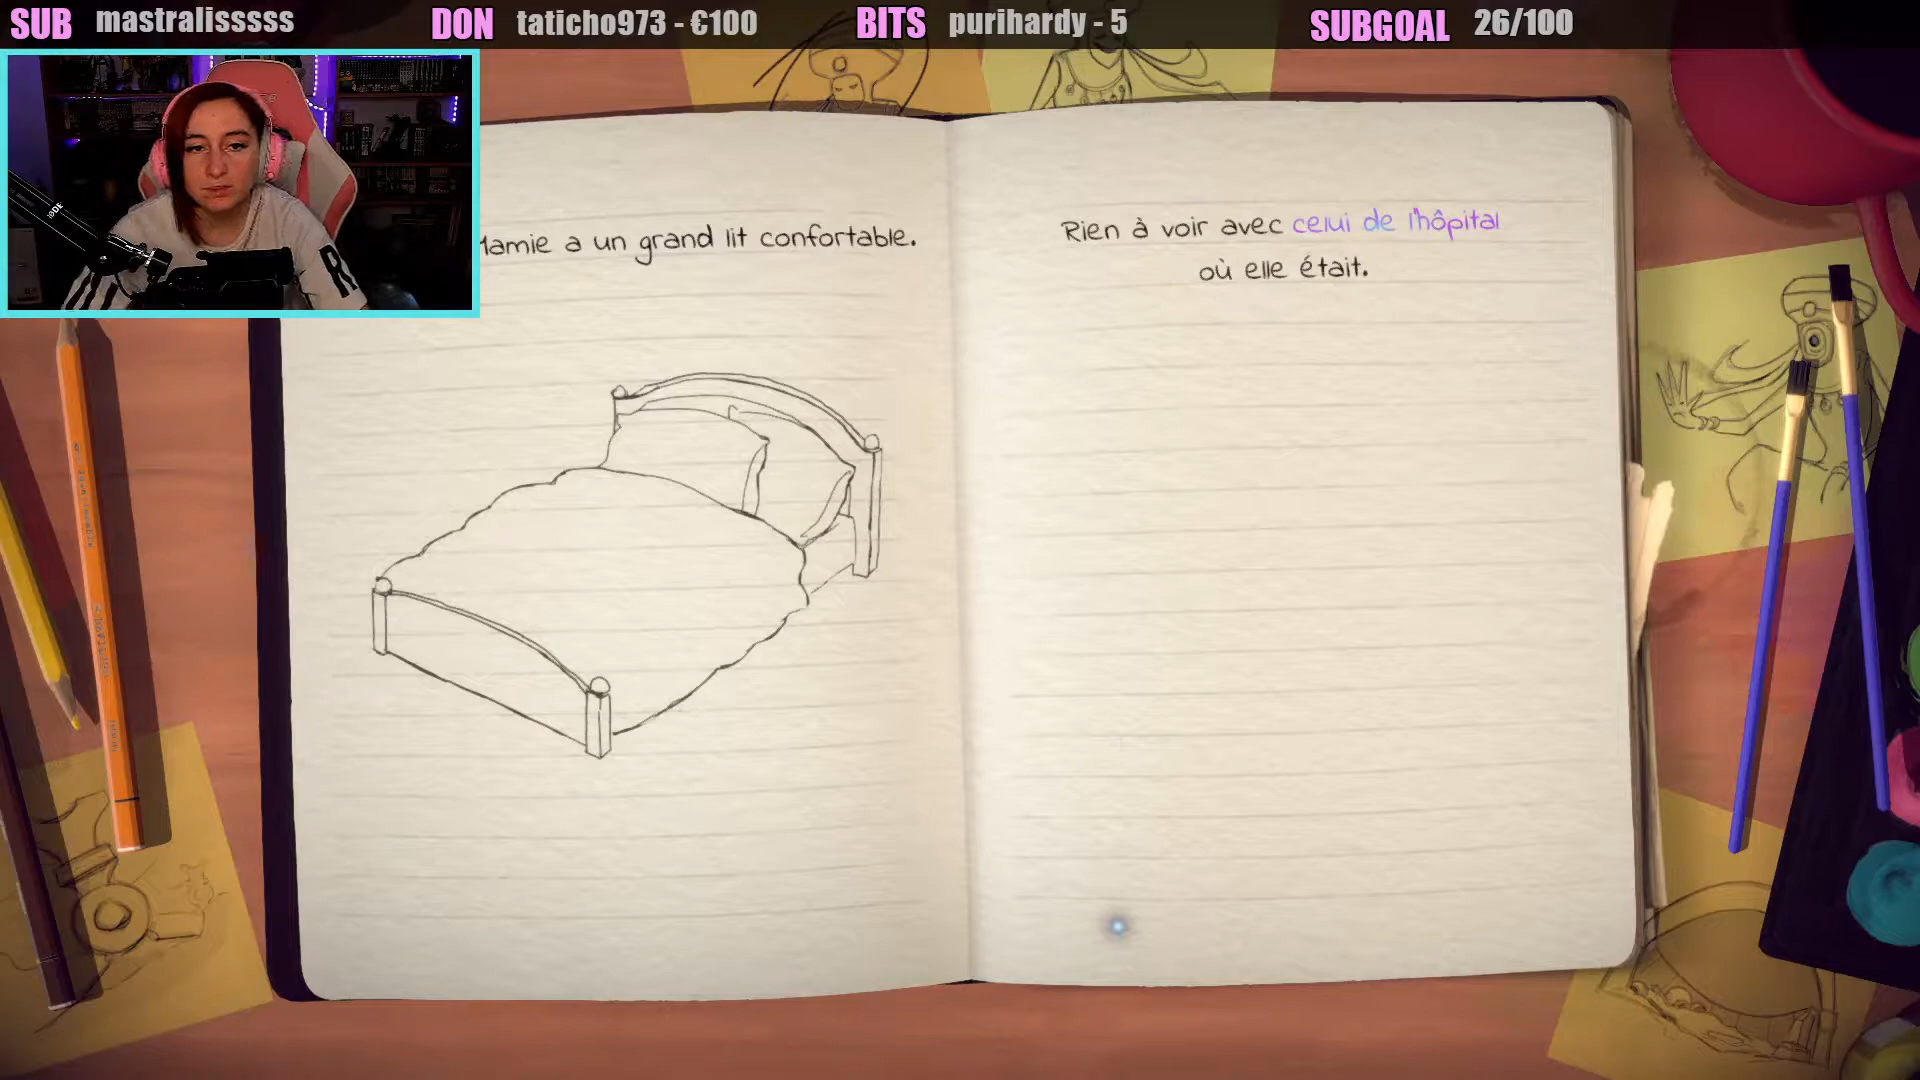 SUB mastralisssss DON taticho973 - €100 BITS purihardy - 5 SUBGOAL 26/100
a un grand lit confortable.
Rien à voir avec celui de l'hôpital
où elle était.